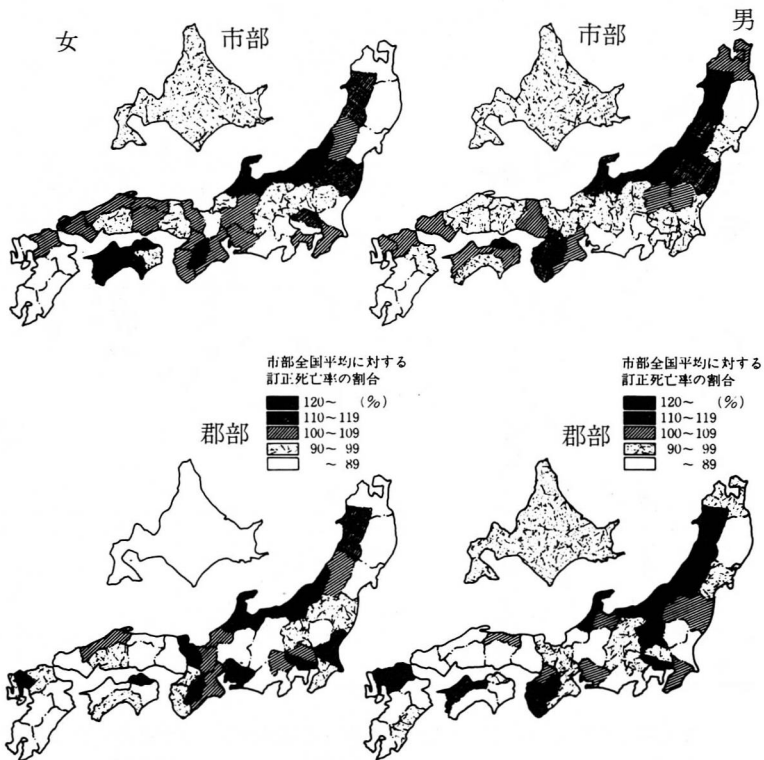 女
市部
市部
男
市部全国平均に対する
訂正死亡率の割合
120~ (%)
110~119
100~109
90~ 99
~ 89
郡部
市部全国平均に対する
訂正死亡率の割合
120~ (%)
110~119
100~109
90~ 99
~ 89
郡部